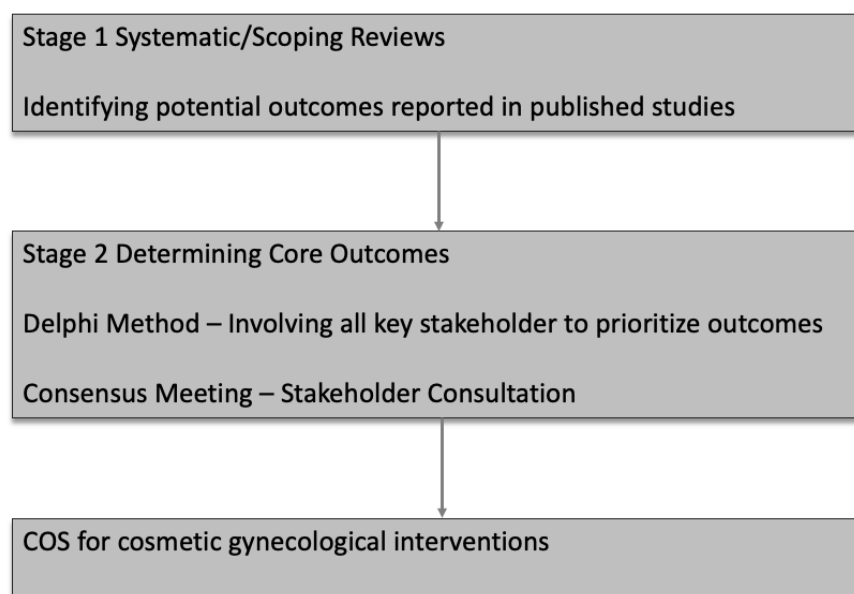 Stage 1 Systematic/Scoping Reviews
Identifying potential outcomes reported in published studies
Stage 2 Determining Core Outcomes
Delphi Method – Involving all key stakeholder to prioritize outcomes
Consensus Meeting – Stakeholder Consultation
COS for cosmetic gynecological interventions